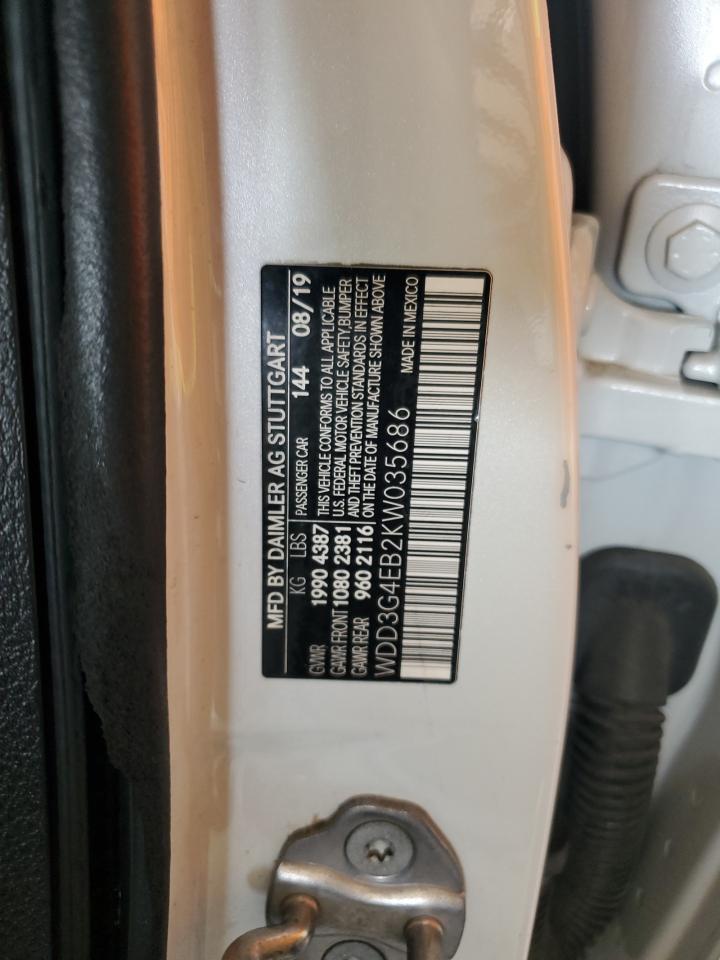 MFD BY DAIMLER AG STUTTGART
KG LBS PASSENGER CAR 144 08/19
GVWR 1990 4387 THIS VEHICLE CONFORMS TO ALL APPLICABLE
GAWR FRONT 1080 2381 U.S. FEDERAL MOTOR VEHICLE SAFETY,BUMPER
GAWR REAR 960 2116 AND THEFT PREVENTION STANDARDS IN EFFECT
ON THE DATE OF MANUFACTURE SHOWN ABOVE
WDD3G4EB2KW035686 MADE IN MEXICO